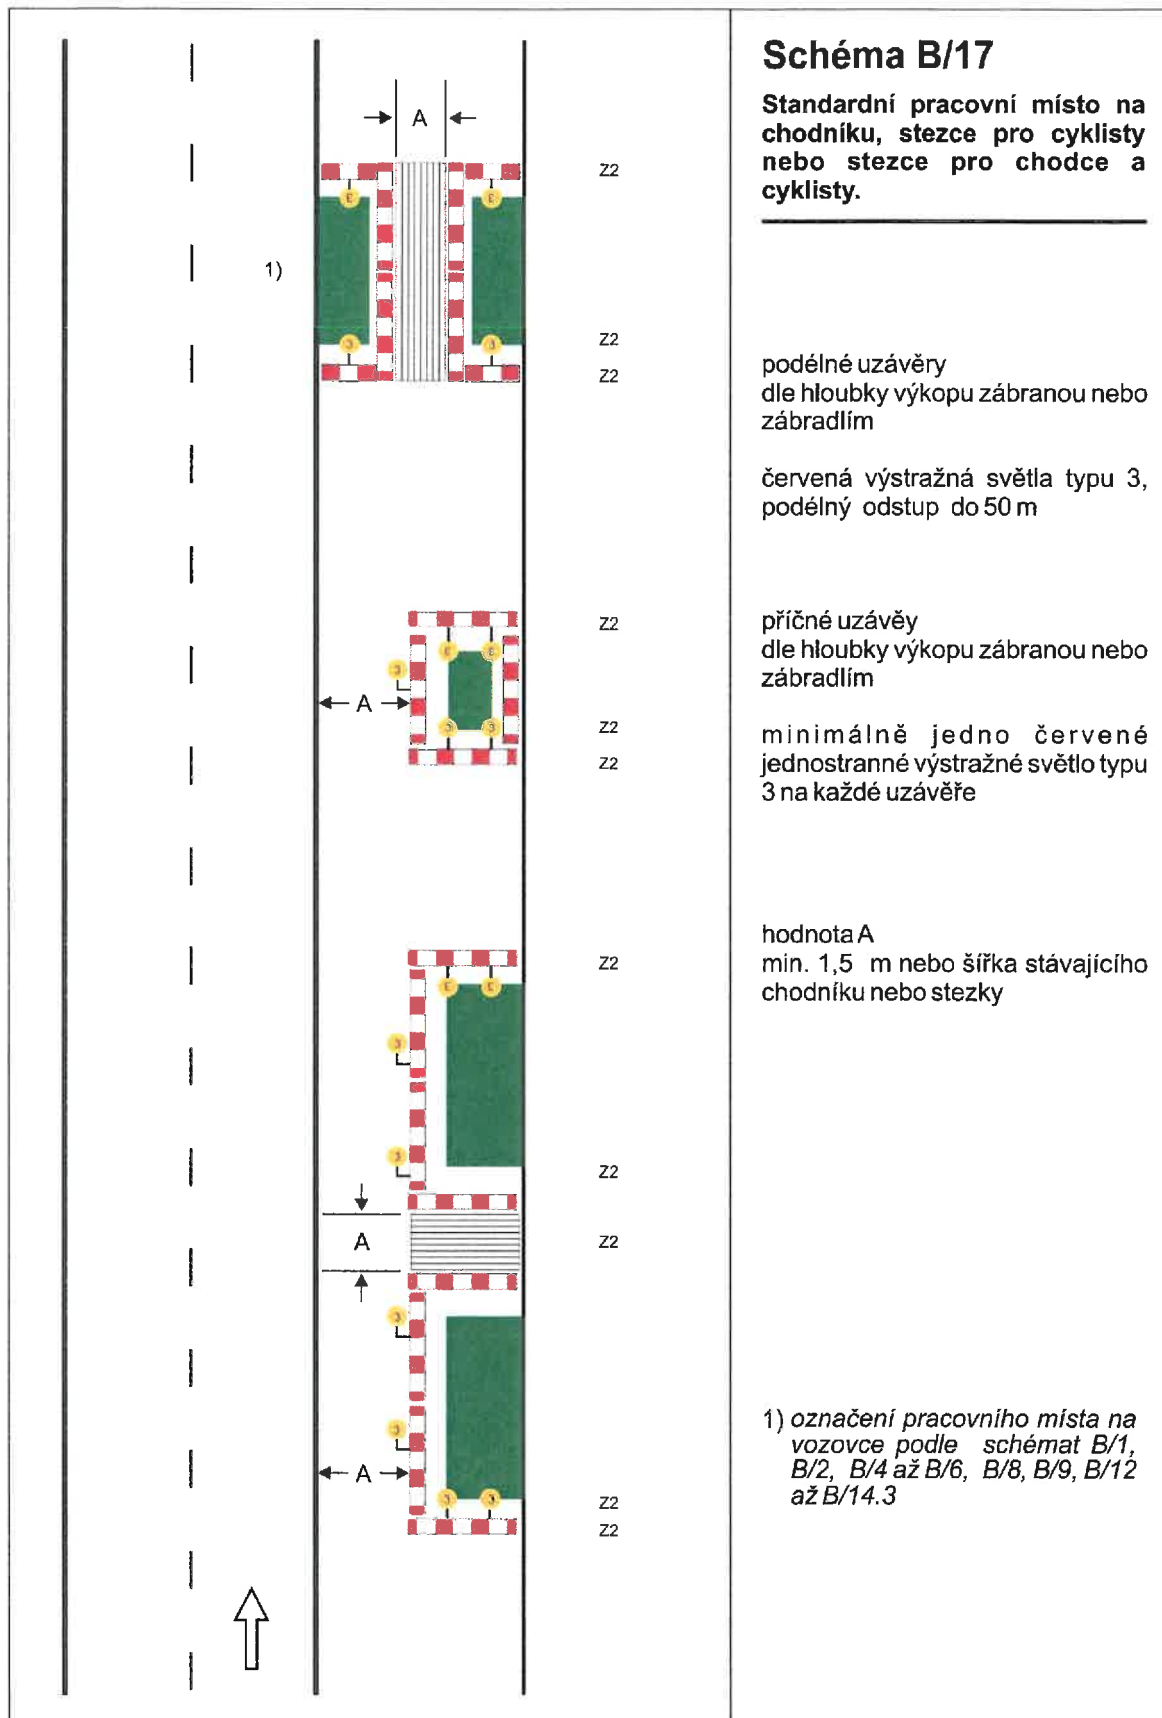 Schéma B/17
Standardní pracovní místo na
chodníku, stezce pro cyklisty
nebo stezce pro chodce a
cyklisty.
A
Z2
1)
Z2
Z2
podélné uzávěry
dle hloubky výkopu zábranou nebo
zábradlím
červená výstražná světla typu 3,
podélný odstup do 50 m
Z2
A
Z2
Z2
příčné uzávěy
dle hloubky výkopu zábranou nebo
zábradlím
minimálně jedno červené
jednostranné výstražné světlo typu
3 na každé uzávěře
Z2
hodnota A
min. 1,5 m nebo šířka stávajícího
chodníku nebo stezky
Z2
A
Z2
A
Z2
Z2
1) označení pracovního místa na
vozovce podle schémat B/1,
B/2, B/4 až B/6, B/8, B/9, B/12
až B/14.3